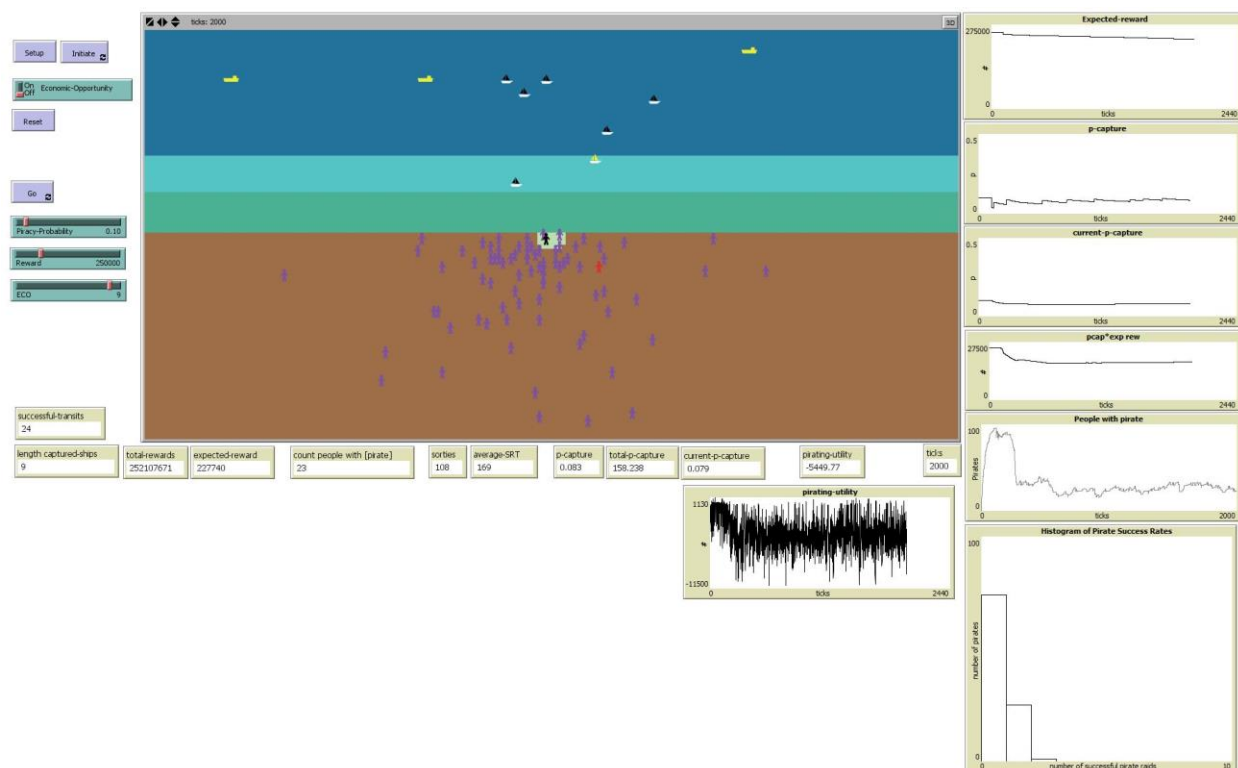 ticks: 2000
3D
Setup
Initiate
On
Off
Economic-Opportunity
Reset
Go
Piracy-Probability 0.10
Reward 250000
ECO 9
successful-transits
24
length captured-ships
9
total-rewards
252107671
expected-reward
227740
count people with [pirate]
23
sorties
108
average-SRT
169
p-capture
0.083
total-p-capture
158.238
current-p-capture
0.079
pirating-utility
-5449.77
ticks
2000
pirating-utility
1130
#
-11500
0
ticks
2440
Expected-reward
275000
#
0
0
ticks
2440
p-capture
0.5
p
0
0
ticks
2440
current-p-capture
0.5
p
0
0
ticks
2440
pcap*exp rew
27500
#
0
0
ticks
2440
People with pirate
100
Pirates
0
0
ticks
2000
Histogram of Pirate Success Rates
100
number of pirates
0
0
number of successful pirate raids
10